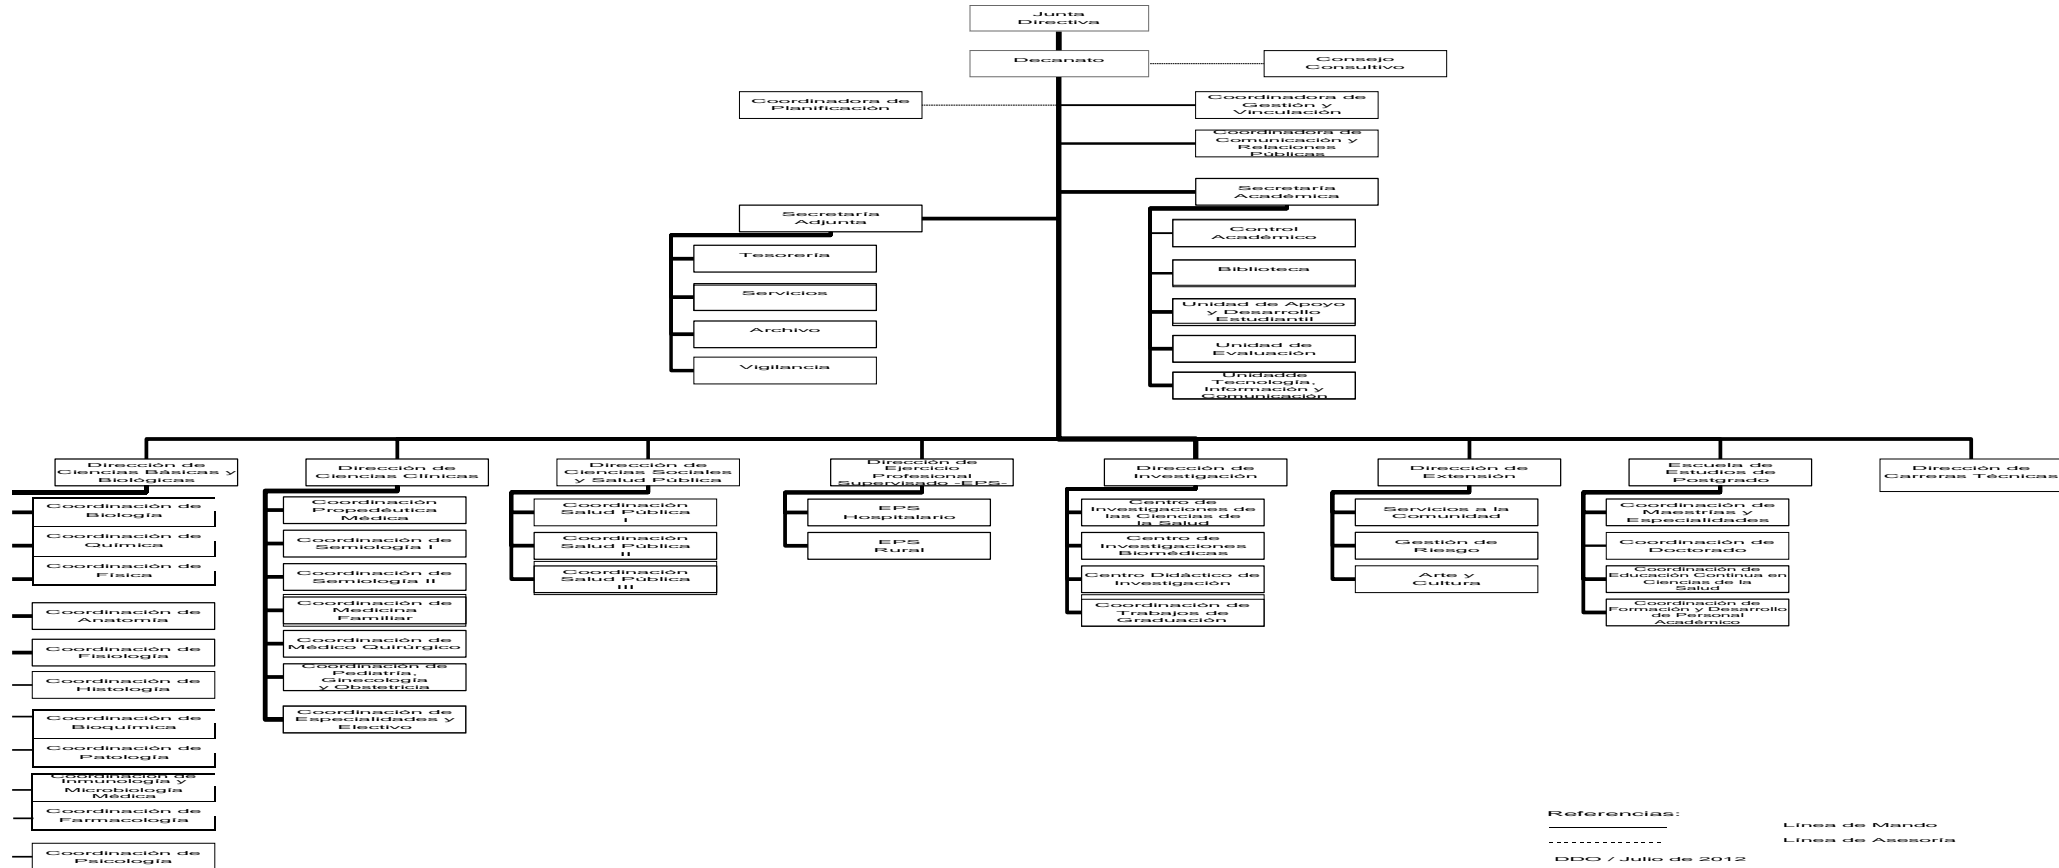 Junta
Directiva
Decanato
Consejo
Consultivo
Coordinadora de
Planificación
Coordinadora de
Gestión y
Vinculación
Coordinadora de
Comunicación y
Relaciones
Públicas
Secretaría
Académica
Secretaría
Adjunta
Control
Académico
Tesorería
Biblioteca
Servicios
Unidad de Apoyo
y Desarrollo
Estudiantil
Archivo
Unidad de
Evaluación
Vigilancia
Unidadde
Tecnología,
Información y
Comunicación
Dirección de
Ciencias Básicas y
Biológicas
Dirección de
Ciencias Clínicas
Dirección de
Ciencias Sociales
y Salud Pública
Dirección de
Ejercicio
Profesional
Supervisado -EPS-
Dirección de
Investigación
Dirección de
Extensión
Escuela de
Estudios de
Postgrado
Dirección de
Carreras Técnicas
Coordinación de
Biología
Coordinación de
Química
Coordinación de
Física
Coordinación de
Anatomía
Coordinación de
Fisiología
Coordinación de
Histología
Coordinación de
Bioquímica
Coordinación de
Patología
Coordinación de
Inmunología y
Microbiología
Médica
Coordinación de
Farmacología
Coordinación de
Psicología
Coordinación
Propedéutica
Médica
Coordinación de
Semiología I
Coordinación de
Semiología II
Coordinación de
Medicina
Familiar
Coordinación de
Médico Quirúrgico
Coordinación de
Pediatría,
Ginecología
y Obstetricia
Coordinación de
Especialidades y
Electivo
Coordinación
Salud Pública
I
Coordinación
Salud Pública
II
Coordinación
Salud Pública
III
EPS
Hospitalario
EPS
Rural
Centro de
Investigaciones de
las Ciencias de
la Salud
Centro de
Investigaciones
Biomédicas
Centro Didáctico de
Investigación
Coordinación de
Trabajos de
Graduación
Servicios a la
Comunidad
Gestión de
Riesgo
Arte y
Cultura
Coordinación de
Maestrías y
Especialidades
Coordinación de
Doctorado
Coordinación de
Educación Continua en
Ciencias de la
Salud
Coordinación de
Formación y Desarrollo
de Personal
Académico
Referencias:
Línea de Mando
Línea de Asesoría
DDO / Julio de 2012